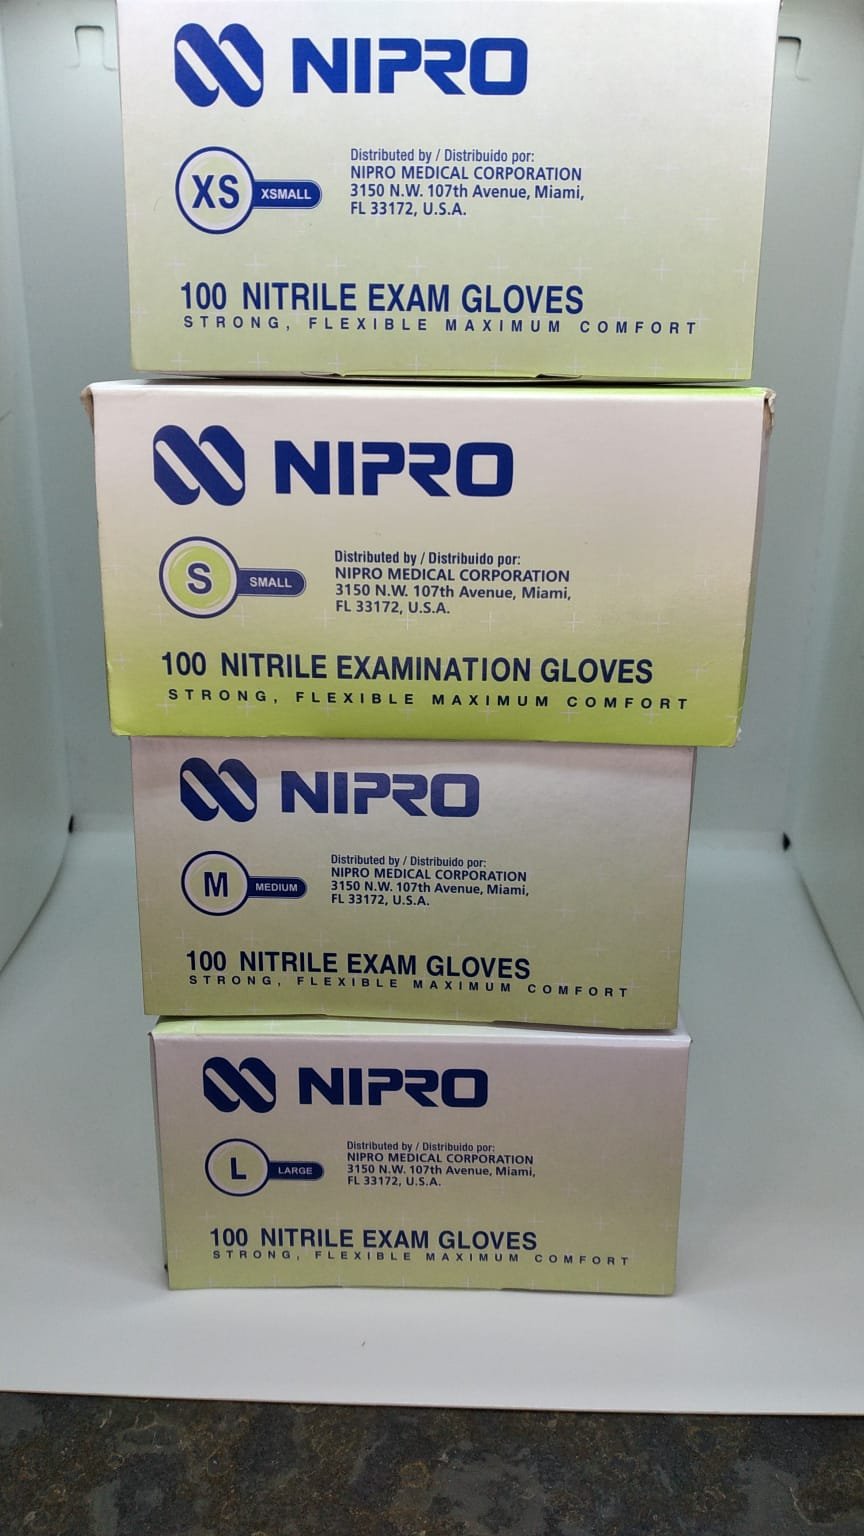 NIPRO
XS XSMALL
Distributed by / Distribuido por:
NIPRO MEDICAL CORPORATION
3150 N.W. 107th Avenue, Miami,
FL 33172, U.S.A.
100 NITRILE EXAM GLOVES
STRONG, FLEXIBLE MAXIMUM COMFORT
NIPRO
S SMALL
Distributed by / Distribuido por:
NIPRO MEDICAL CORPORATION
3150 N.W. 107th Avenue, Miami,
FL 33172, U.S.A.
100 NITRILE EXAMINATION GLOVES
STRONG, FLEXIBLE MAXIMUM COMFORT
NIPRO
M MEDIUM
Distributed by / Distribuido por:
NIPRO MEDICAL CORPORATION
3150 N.W. 107th Avenue, Miami,
FL 33172, U.S.A.
100 NITRILE EXAM GLOVES
STRONG, FLEXIBLE MAXIMUM COMFORT
NIPRO
L LARGE
Distributed by / Distribuido por:
NIPRO MEDICAL CORPORATION
3150 N.W. 107th Avenue, Miami,
FL 33172, U.S.A.
100 NITRILE EXAM GLOVES
STRONG, FLEXIBLE MAXIMUM COMFORT